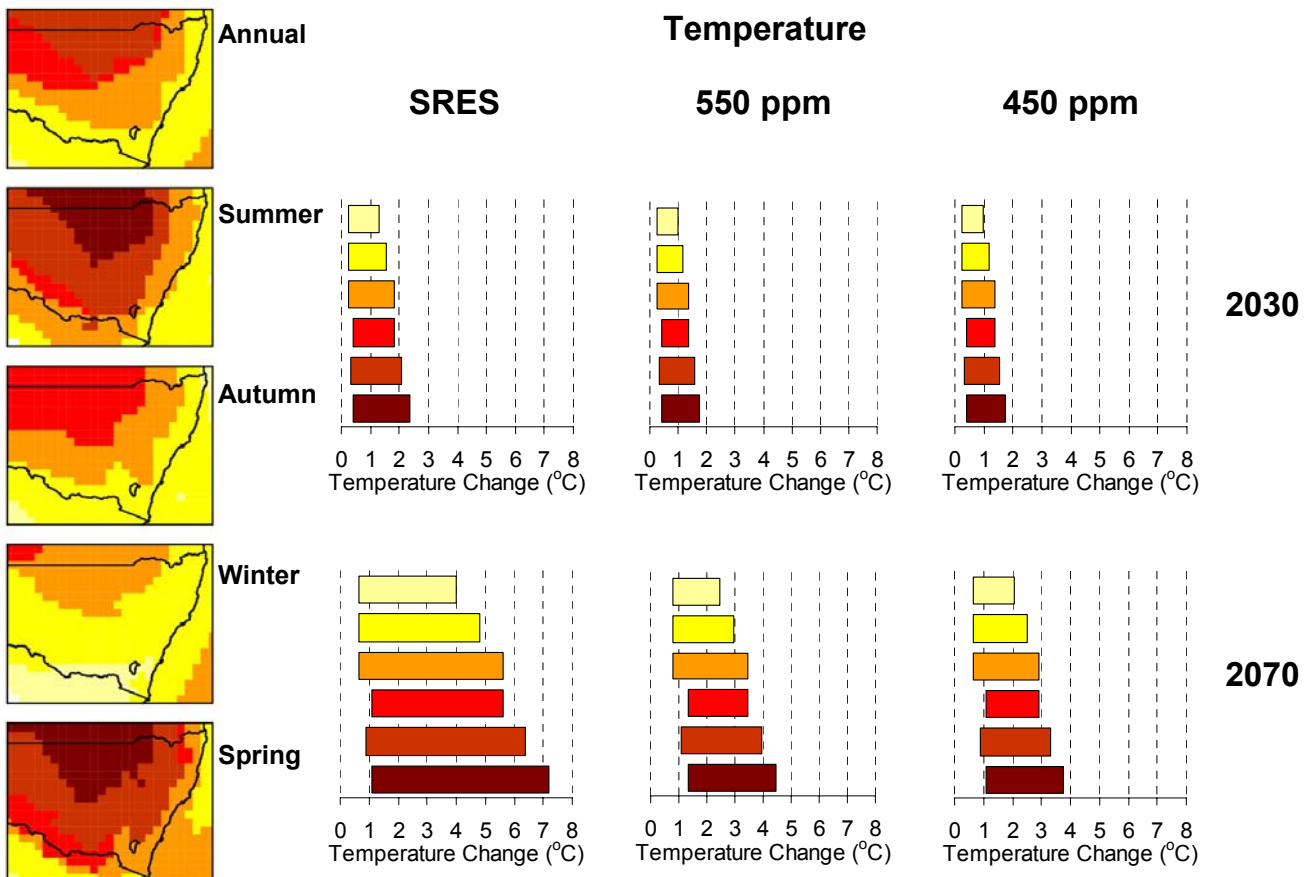 Temperature
Annual
SRES 550 ppm 450 ppm
Summer
2030
Autumn
0 1 2 3 4 5 6 7 8 0 1 2 3 4 5 6 7 8 0 1 2 3 4 5 6 7 8
Temperature Change (°C) Temperature Change (°C) Temperature Change (°C)
Winter
2070
Spring
0 1 2 3 4 5 6 7 8 0 1 2 3 4 5 6 7 8 0 1 2 3 4 5 6 7 8
Temperature Change (°C) Temperature Change (°C) Temperature Change (°C)